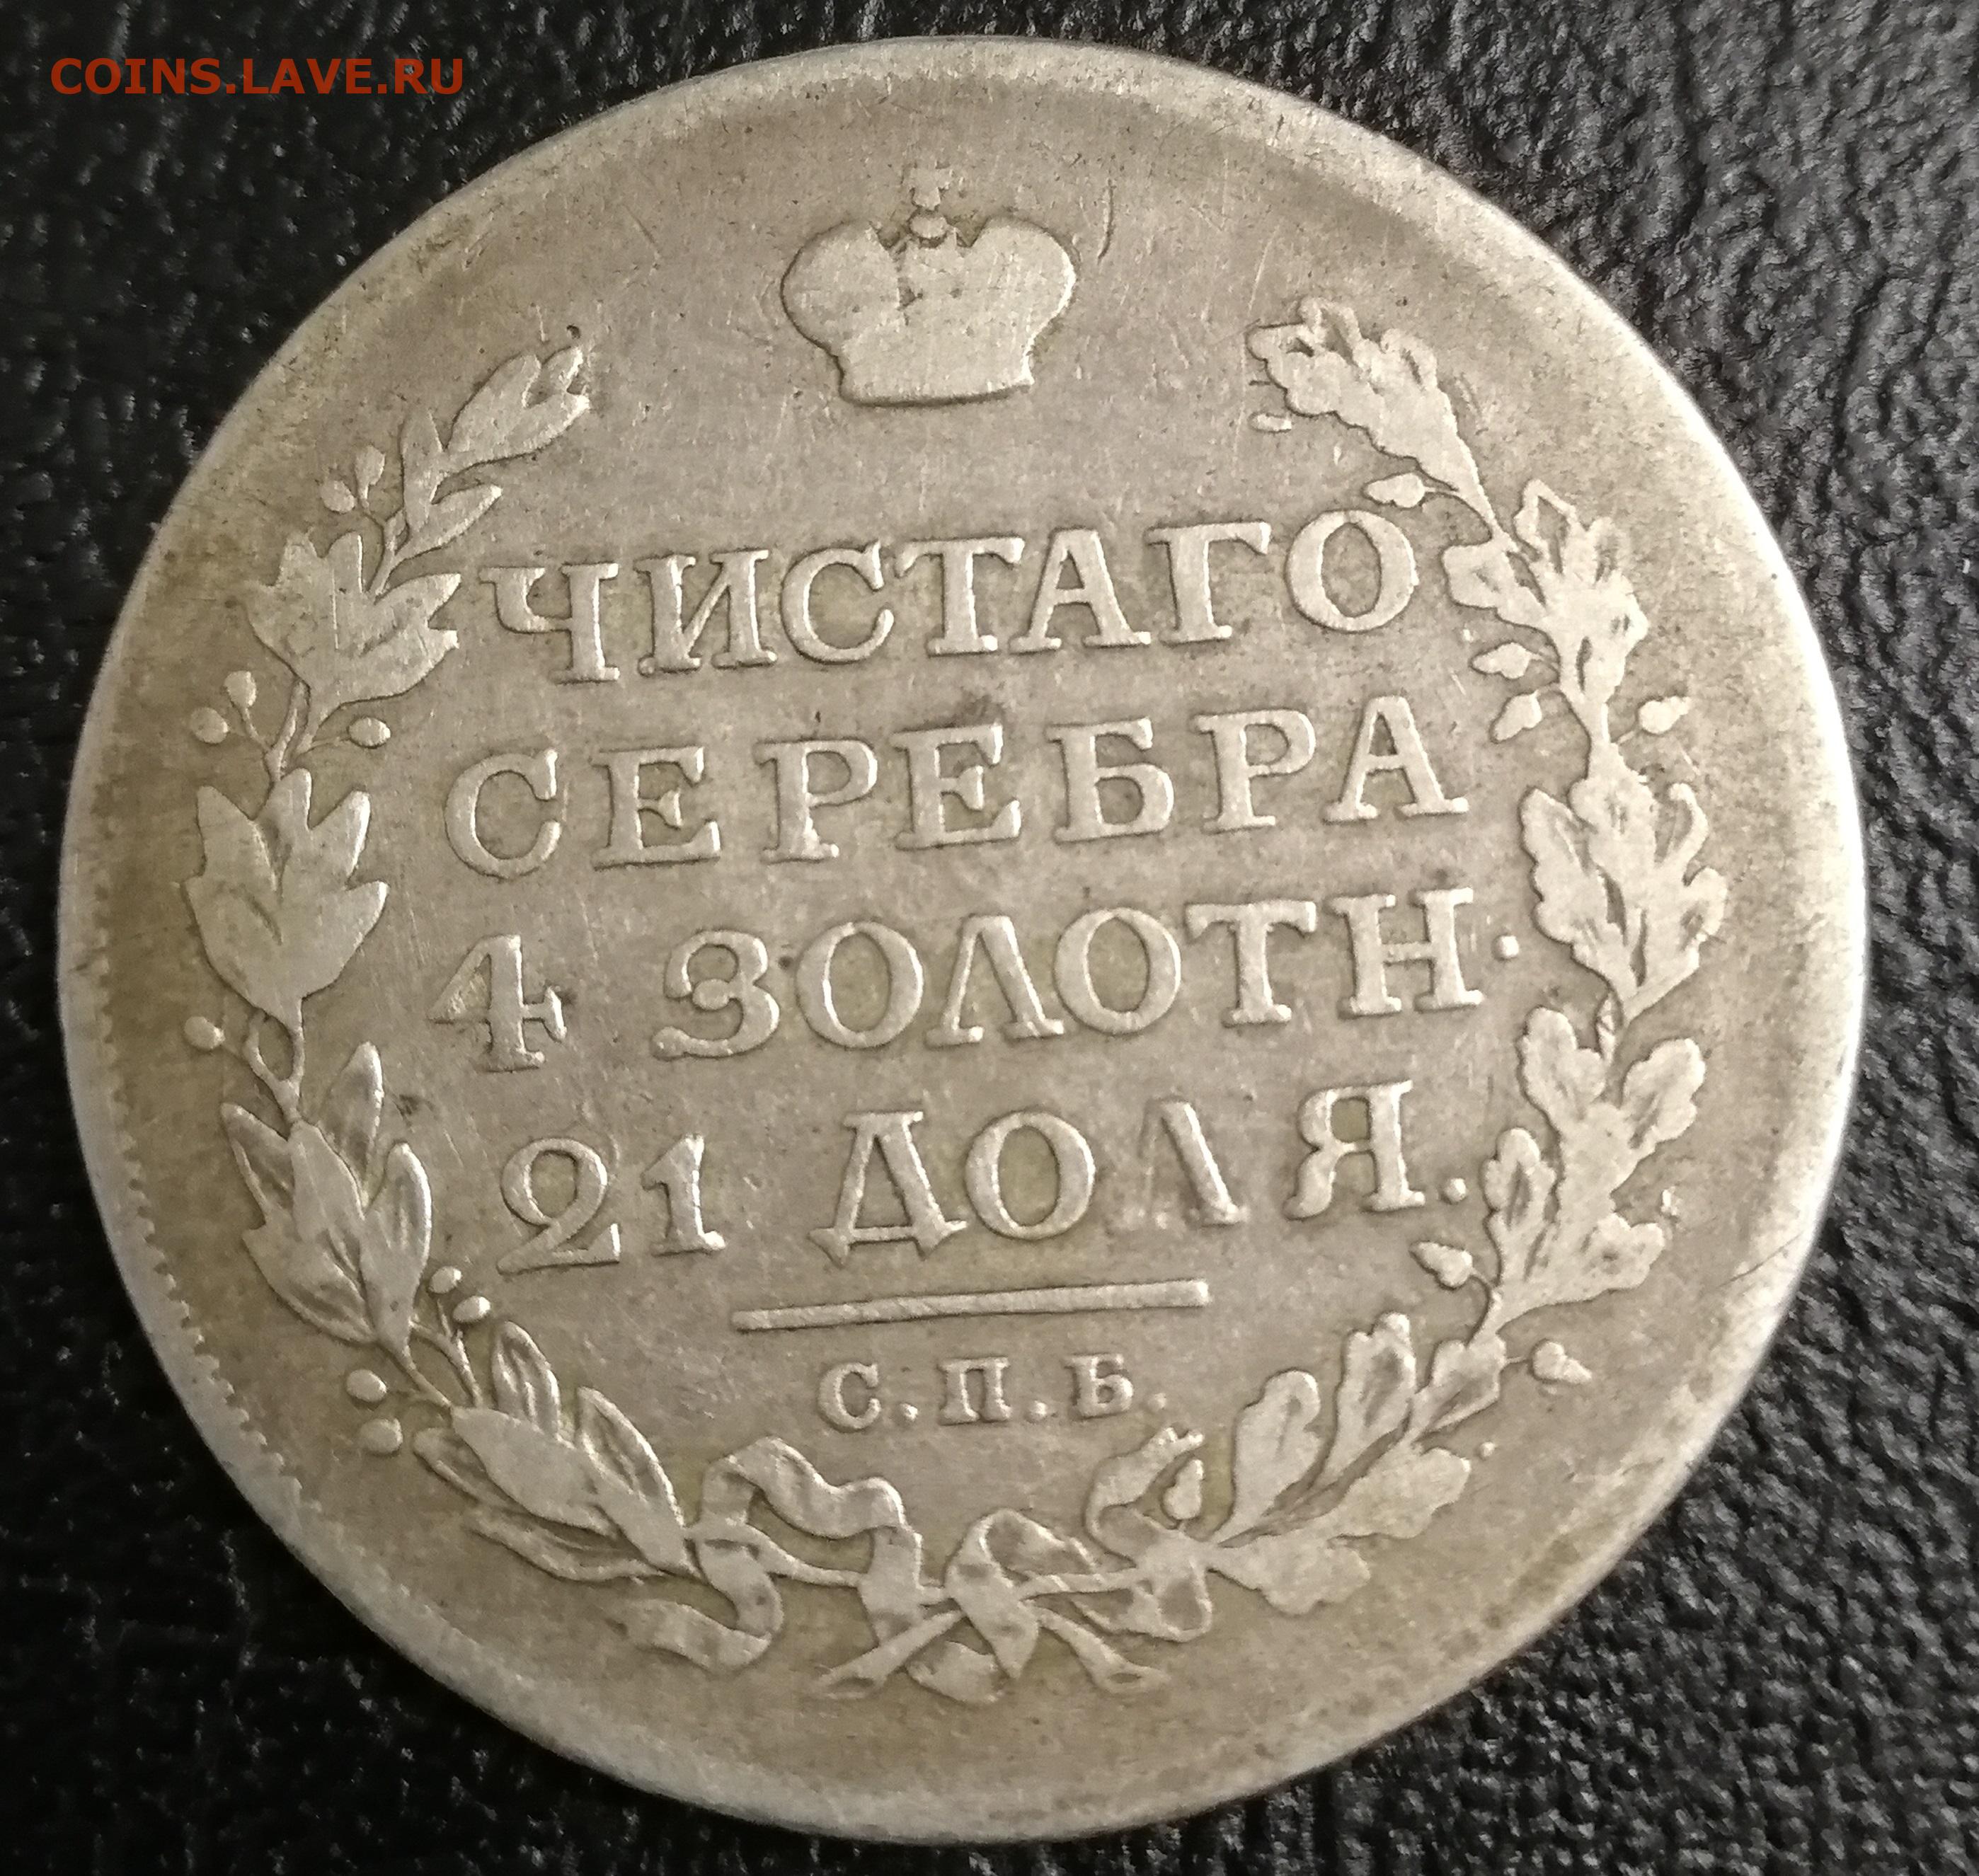 COINS.LAVE.RU
ЧИСТАГО
СЕРЕБРА
4 ЗОЛОТН.
21 ДОЛЯ.
С.П.Б.